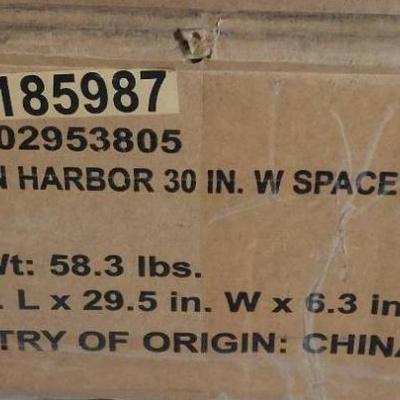 185987
02953805
N HARBOR 30 IN. W SPACE
Wt: 58.3 lbs.
. L x 29.5 in. W x 6.3 in
TRY OF ORIGIN: CHINA